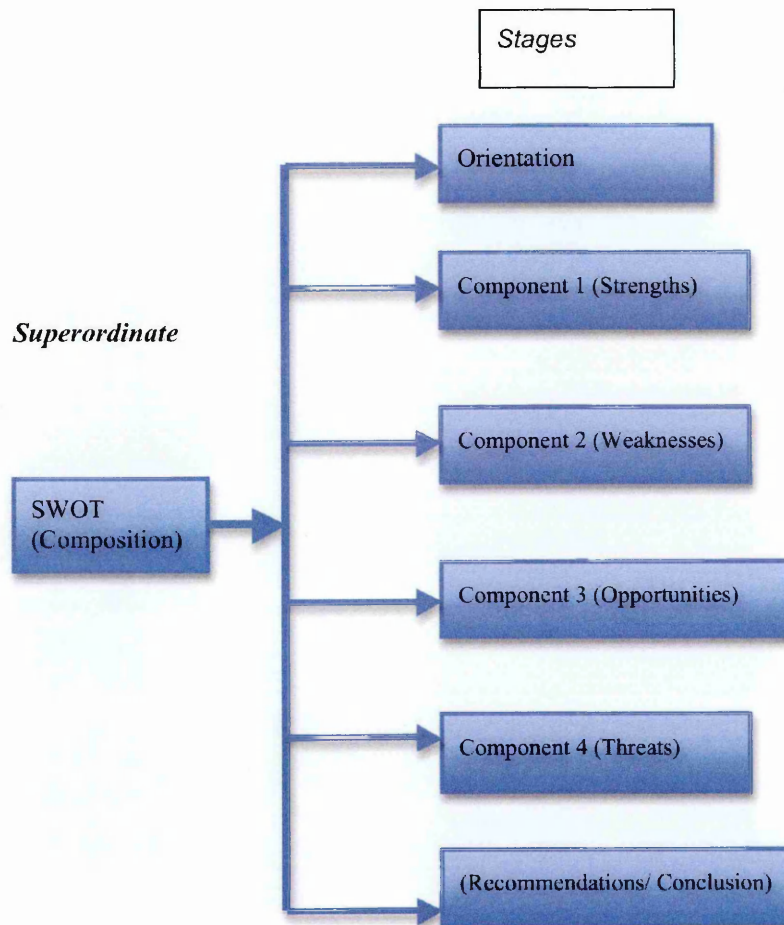 Stages
Orientation
Component 1 (Strengths)
Superordinate
Component 2 (Weaknesses)
SWOT
(Composition)
Component 3 (Opportunities)
Component 4 (Threats)
(Recommendations/ Conclusion)